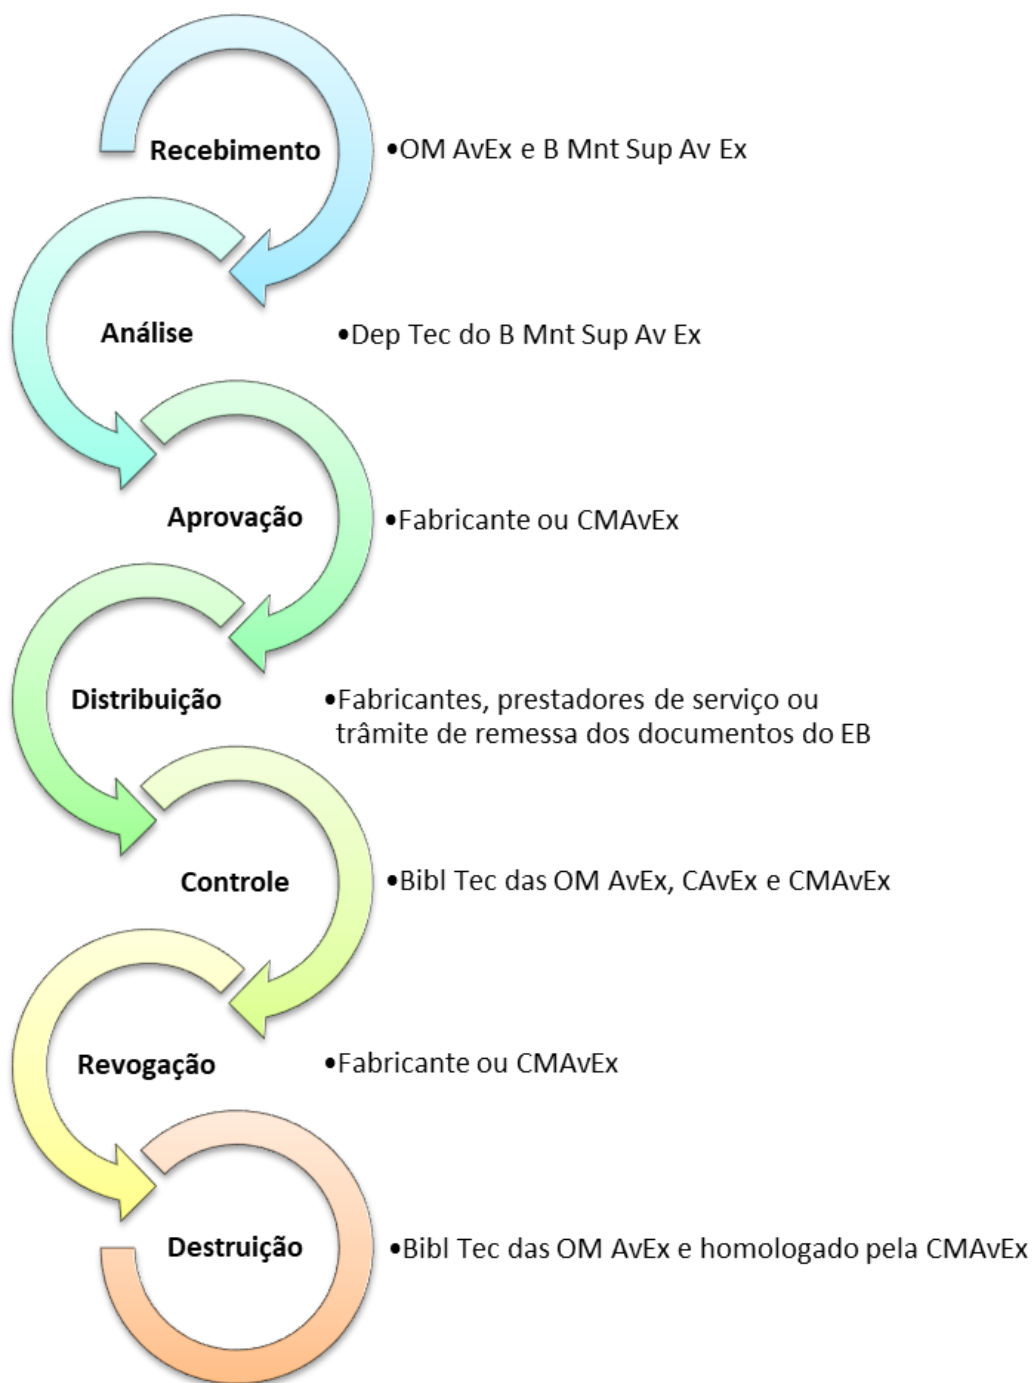 Recebimento
•OM AvEx e B Mnt Sup Av Ex
Análise
•Dep Tec do B Mnt Sup Av Ex
Aprovação
•Fabricante ou CMAvEx
Distribuição
•Fabricantes, prestadores de serviço ou
trâmite de remessa dos documentos do EB
Controle
•Bibl Tec das OM AvEx, CAvEx e CMAvEx
Revogação
•Fabricante ou CMAvEx
Destruição
•Bibl Tec das OM AvEx e homologado pela CMAvEx